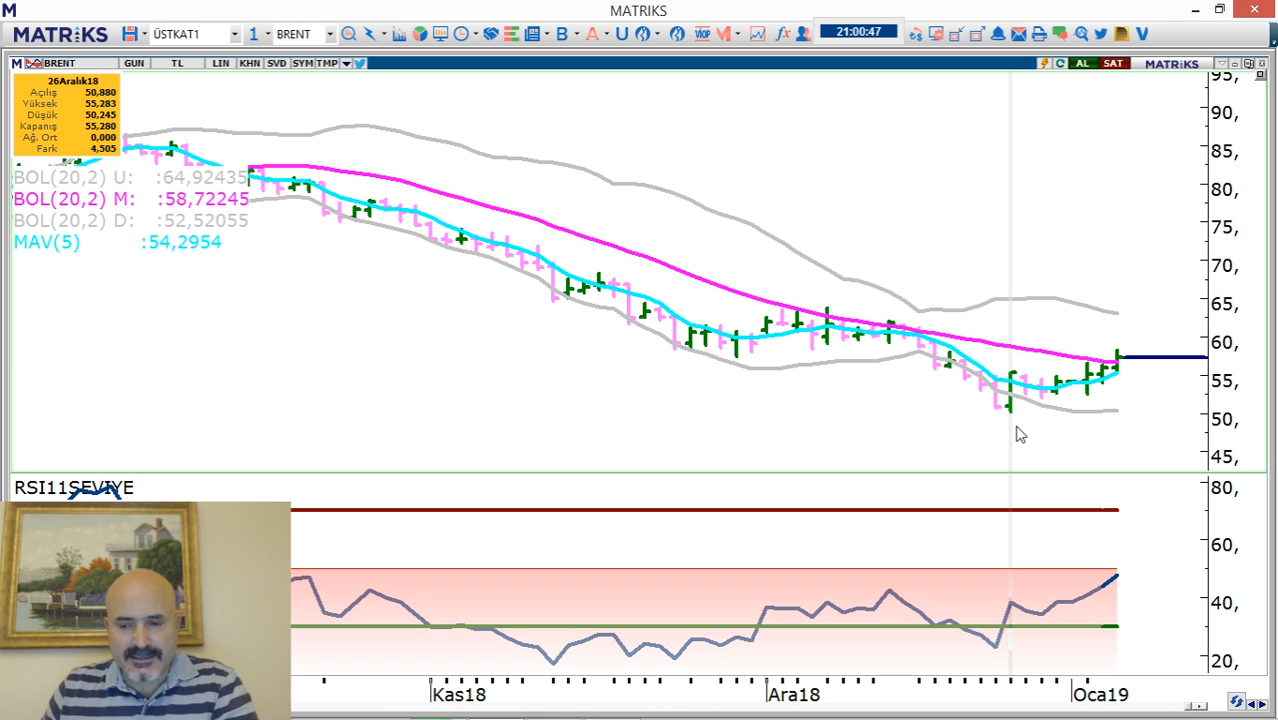 MATRIKS
MATRIKS ÜSTKAT1 1 BRENT B A U VIOP M fx 21:00:47
M BRENT GUN TL LIN KHN SVD SYM TMP C AL SAT MATRIKS
26Aralık18
Açılış 50,880
Yüksek 55,283
Düşük 50,245
Kapanış 55,280
Ağ. Ort 0,000
Fark 4,505
BOL(20,2) U: :64,92435
BOL(20,2) M: :58,72245
BOL(20,2) D: :52,52055
MAV(5) :54,2954
95,
90,
85,
80,
75,
70,
65,
60,
55,
50,
45,
RSI11SEVIYE
80,
60,
40,
20,
Kas18 Ara18 Oca19